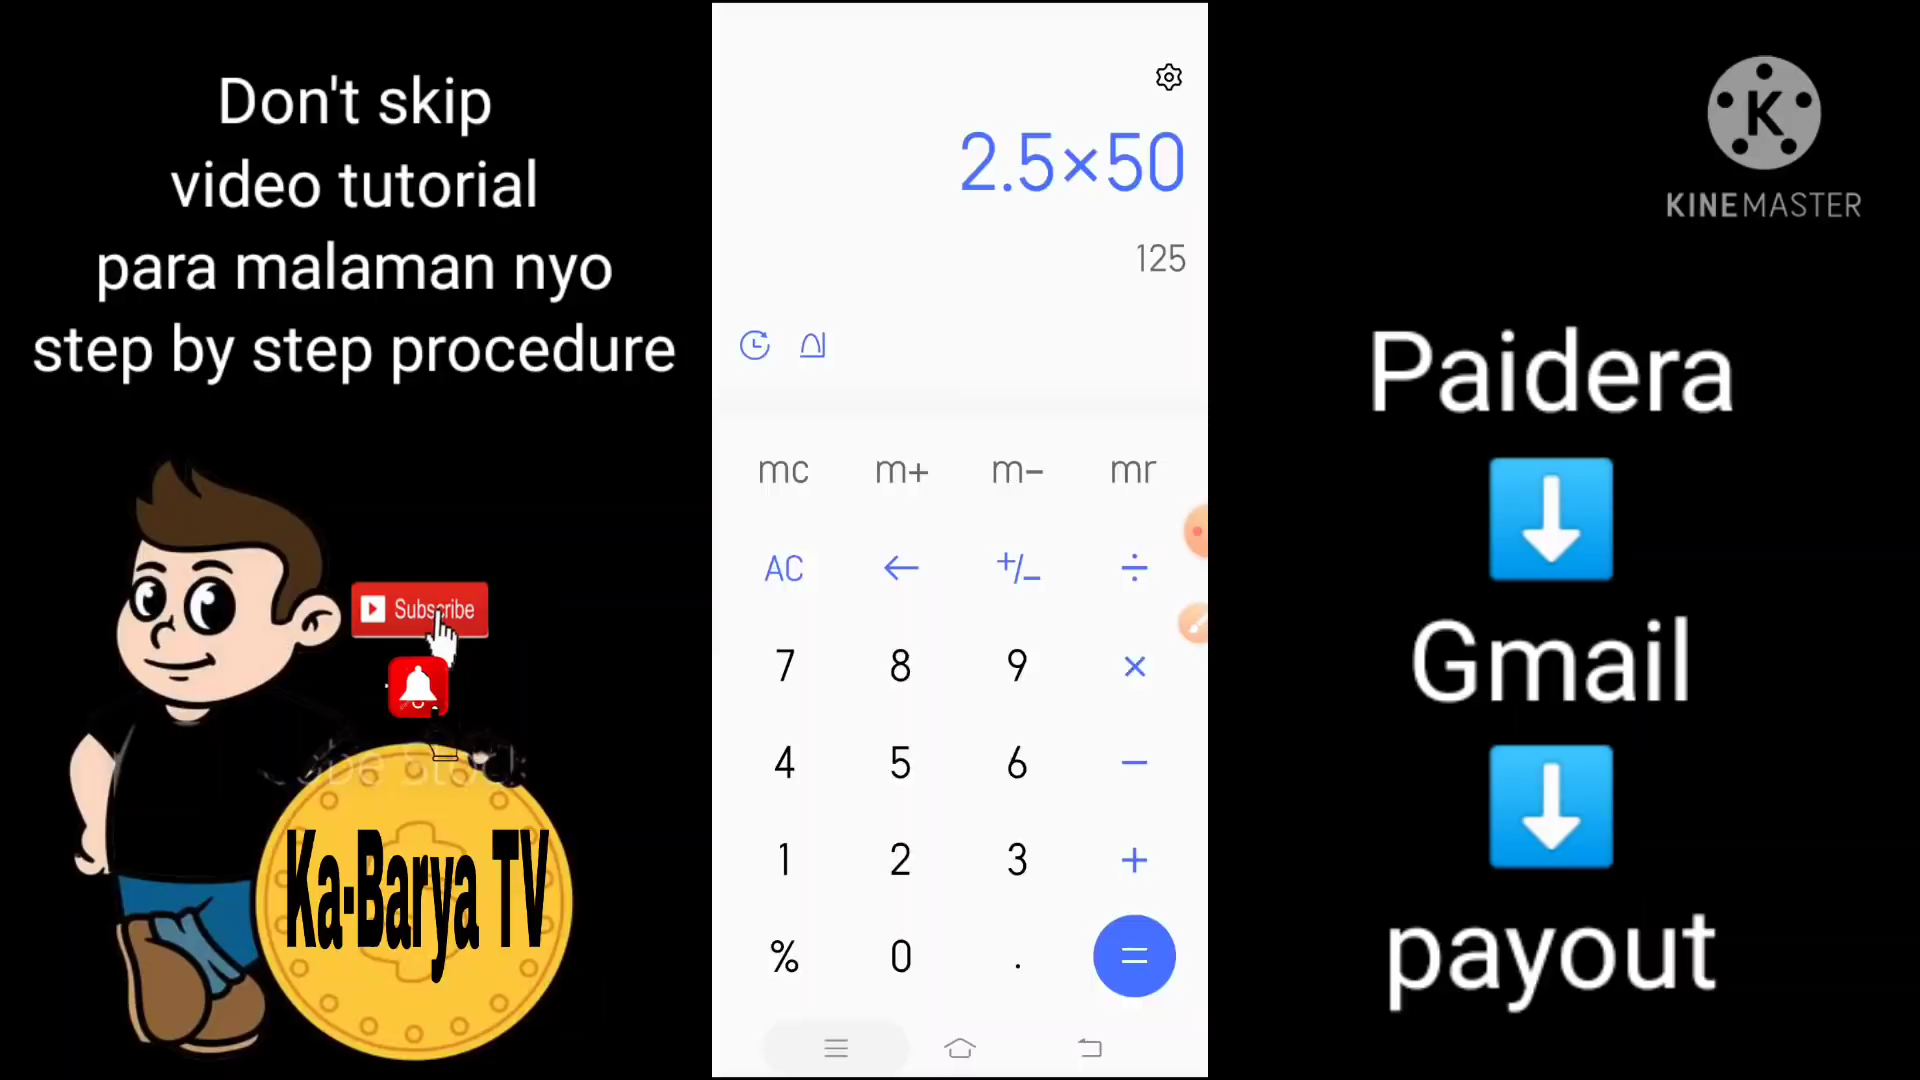 Don't skip
video tutorial
para malaman nyo
step by step procedure
Subscribe
Ka-Barya TV
2.5×50
125
mc m+ m− mr
AC ← +/− ÷
7 8 9 ×
4 5 6 −
1 2 3 +
% 0 . =
K
KINEMASTER
Paidera
Gmail
payout